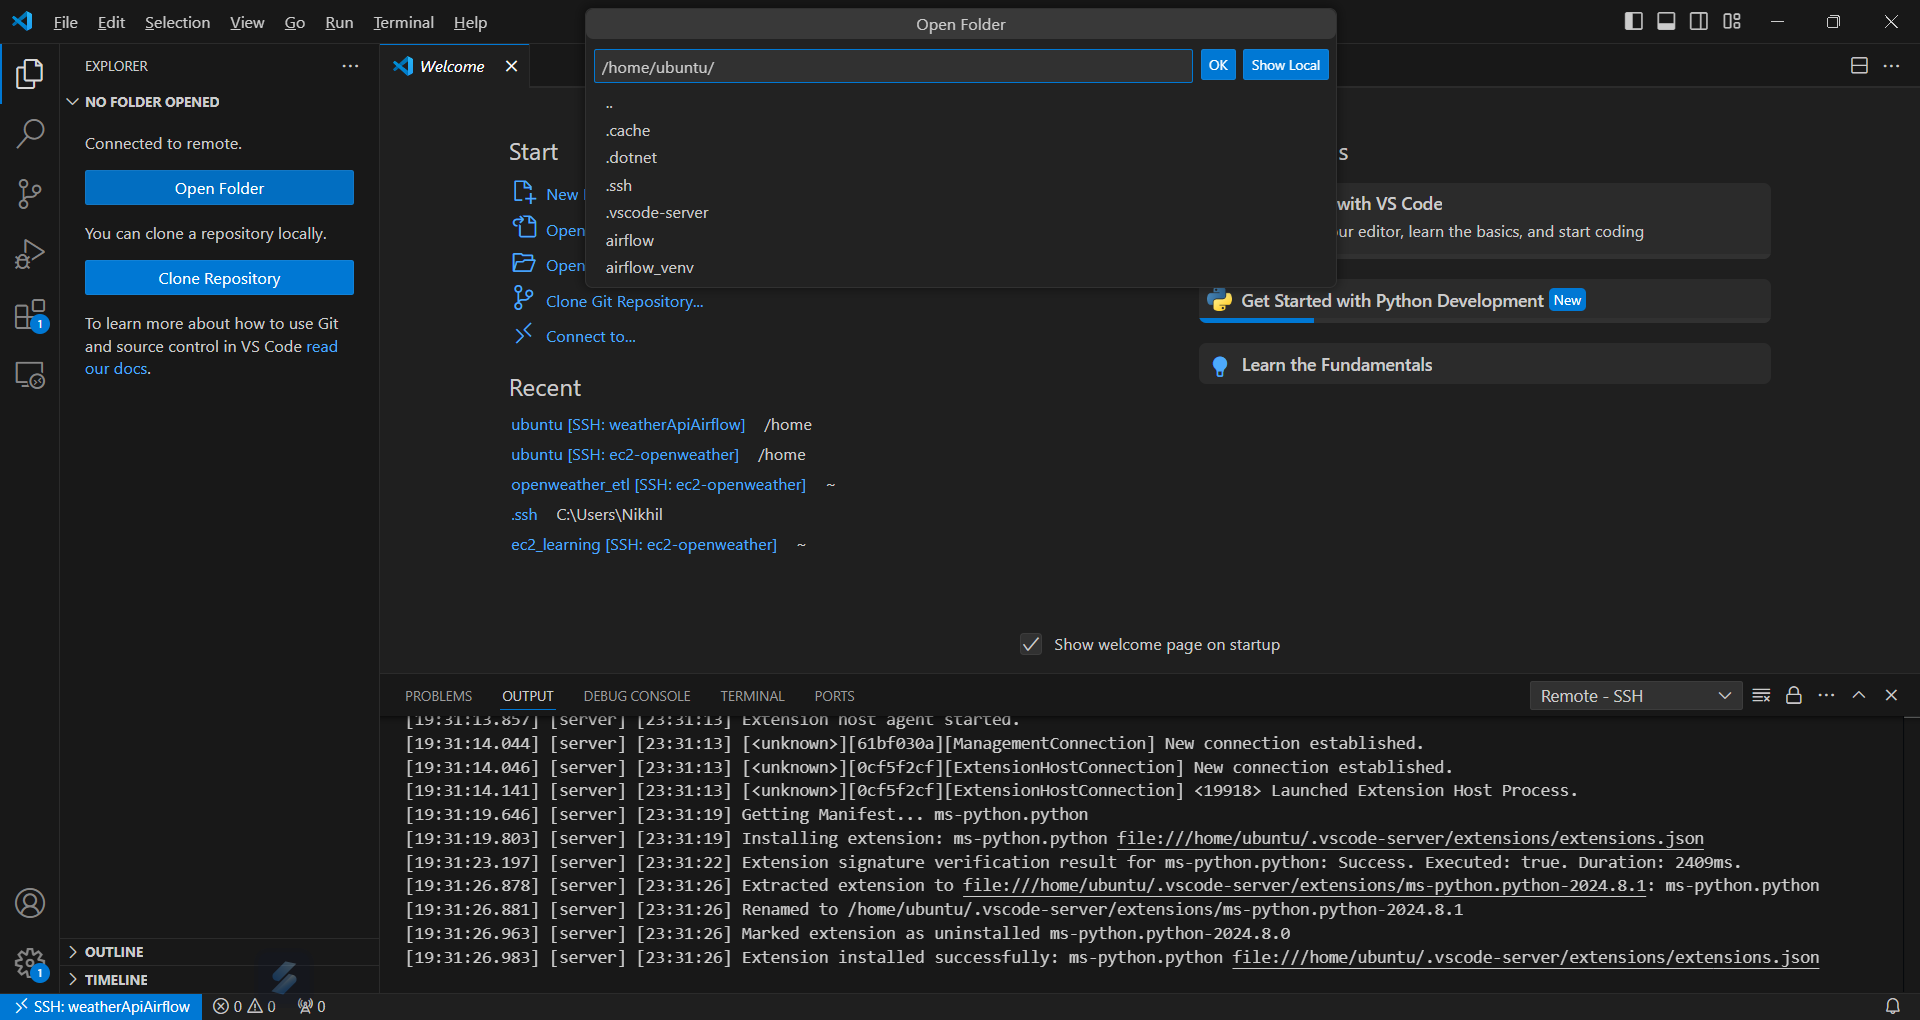 File Edit Selection View Go Run Terminal Help
Open Folder
/home/ubuntu/
OK
Show Local
..
.cache
.dotnet
.ssh
.vscode-server
airflow
airflow_venv
EXPLORER
NO FOLDER OPENED
Connected to remote.
Open Folder
You can clone a repository locally.
Clone Repository
To learn more about how to use Git
and source control in VS Code read
our docs.
OUTLINE
TIMELINE
Welcome
Start
New
Open
Open
Clone Git Repository...
Connect to...
Recent
ubuntu [SSH: weatherApiAirflow] /home
ubuntu [SSH: ec2-openweather] /home
openweather_etl [SSH: ec2-openweather] ~
.ssh C:\Users\Nikhil
ec2_learning [SSH: ec2-openweather] ~
s
with VS Code
ur editor, learn the basics, and start coding
Get Started with Python Development New
Learn the Fundamentals
Show welcome page on startup
PROBLEMS OUTPUT DEBUG CONSOLE TERMINAL PORTS
Remote - SSH
[19:31:13.857] [server] [23:31:13] Extension host agent started.
[19:31:14.044] [server] [23:31:13] [<unknown>][61bf030a][ManagementConnection] New connection established.
[19:31:14.046] [server] [23:31:13] [<unknown>][0cf5f2cf][ExtensionHostConnection] New connection established.
[19:31:14.141] [server] [23:31:13] [<unknown>][0cf5f2cf][ExtensionHostConnection] <19918> Launched Extension Host Process.
[19:31:19.646] [server] [23:31:19] Getting Manifest... ms-python.python
[19:31:19.803] [server] [23:31:19] Installing extension: ms-python.python file:///home/ubuntu/.vscode-server/extensions/extensions.json
[19:31:23.197] [server] [23:31:22] Extension signature verification result for ms-python.python: Success. Executed: true. Duration: 2409ms.
[19:31:26.878] [server] [23:31:26] Extracted extension to file:///home/ubuntu/.vscode-server/extensions/ms-python.python-2024.8.1: ms-python.python
[19:31:26.881] [server] [23:31:26] Renamed to /home/ubuntu/.vscode-server/extensions/ms-python.python-2024.8.1
[19:31:26.963] [server] [23:31:26] Marked extension as uninstalled ms-python.python-2024.8.0
[19:31:26.983] [server] [23:31:26] Extension installed successfully: ms-python.python file:///home/ubuntu/.vscode-server/extensions/extensions.json
1
1
SSH: weatherApiAirflow 0 0 0